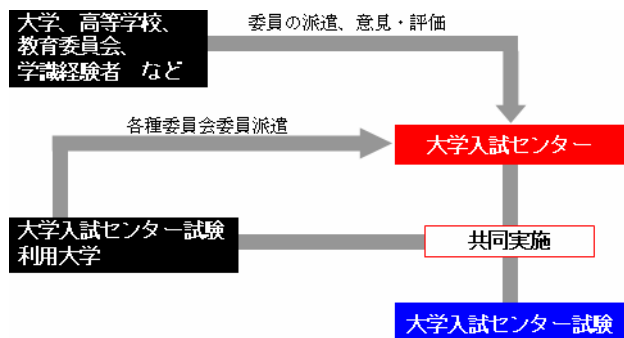 大学、高等学校、
教育委員会、
学識経験者　など
委員の派遣、意見・評価
各種委員会委員派遣
大学入試センター
大学入試センター試験
利用大学
共同実施
大学入試センター試験